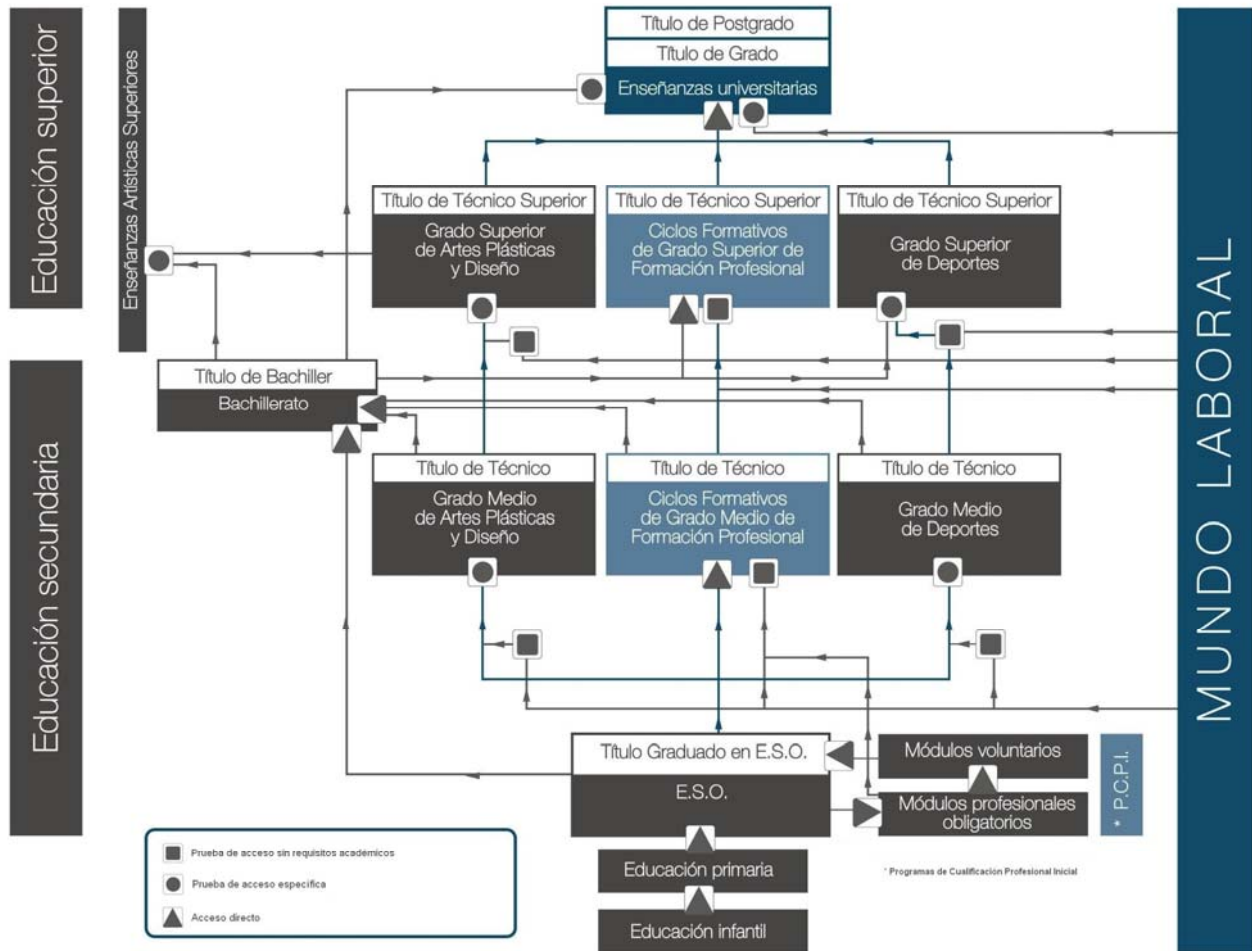 Educación superior
Enseñanzas Artísticas Superiores
Título de Postgrado
Título de Grado
Enseñanzas universitarias
Título de Técnico Superior
Grado Superior
de Artes Plásticas
y Diseño
Título de Técnico Superior
Ciclos Formativos
de Grado Superior de
Formación Profesional
Título de Técnico Superior
Grado Superior
de Deportes
MUNDO LABORAL
Educación secundaria
Título de Bachiller
Bachillerato
Título de Técnico
Grado Medio
de Artes Plásticas
y Diseño
Título de Técnico
Ciclos Formativos
de Grado Medio de
Formación Profesional
Título de Técnico
Grado Medio
de Deportes
Título Graduado en E.S.O.
E.S.O.
Módulos voluntarios
Módulos profesionales
obligatorios
* P.C.P.I.
Educación primaria
Educación infantil
* Programas de Cualificación Profesional Inicial
Prueba de acceso sin requisitos académicos
Prueba de acceso específica
Acceso directo